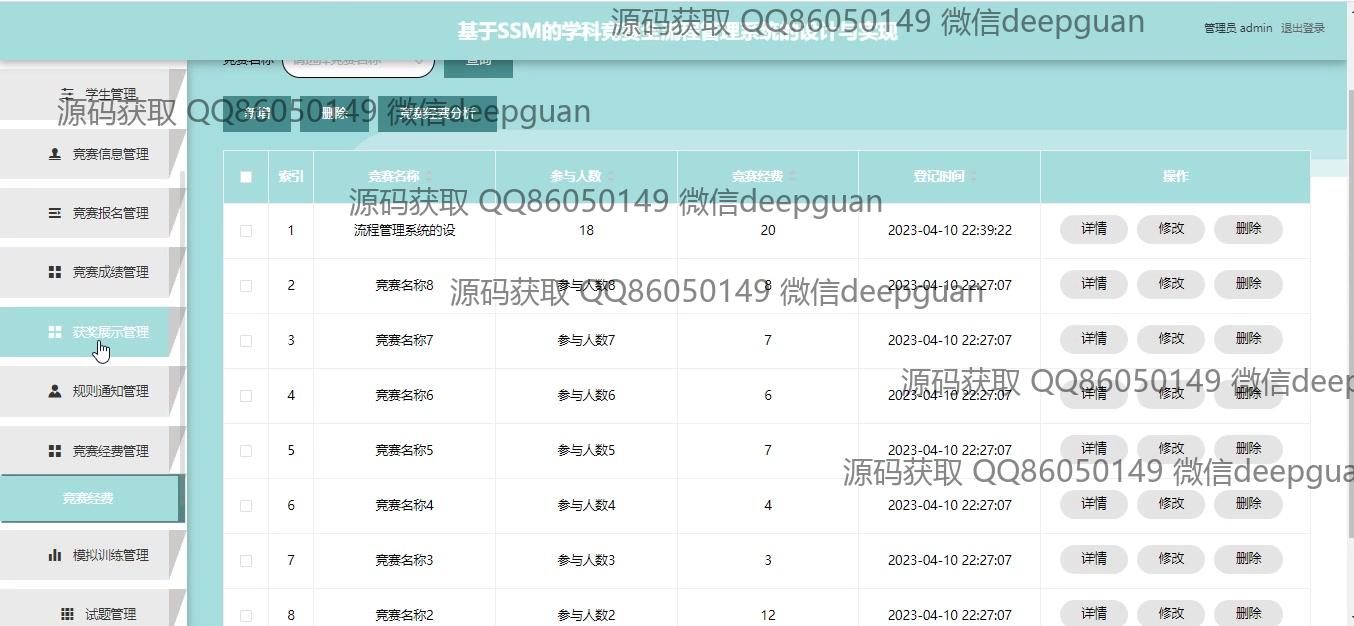 基于SSM的学科竞赛全流程管理系统的设计与实现
源码获取 QQ86050149 微信deepguan
管理员 admin 退出登录
竞赛名称 请选择竞赛名称 查询
学生管理
源码获取 QQ86050149 微信deepguan
新增 删除 竞赛经费分析
竞赛信息管理
竞赛报名管理
竞赛成绩管理
获奖展示管理
规则通知管理
竞赛经费管理
竞赛经费
模拟训练管理
试题管理
索引 竞赛名称 参与人数 竞赛经费 登记时间 操作
源码获取 QQ86050149 微信deepguan
1 流程管理系统的设 18 20 2023-04-10 22:39:22 详情 修改 删除
2 竞赛名称8 参与人数8 8 2023-04-10 22:27:07 详情 修改 删除
源码获取 QQ86050149 微信deepguan
3 竞赛名称7 参与人数7 7 2023-04-10 22:27:07 详情 修改 删除
源码获取 QQ86050149 微信deep
4 竞赛名称6 参与人数6 6 2023-04-10 22:27:07 详情 修改 删除
5 竞赛名称5 参与人数5 7 2023-04-10 22:27:07 详情 修改 删除
源码获取 QQ86050149 微信deepgua
6 竞赛名称4 参与人数4 4 2023-04-10 22:27:07 详情 修改 删除
7 竞赛名称3 参与人数3 3 2023-04-10 22:27:07 详情 修改 删除
8 竞赛名称2 参与人数2 12 2023-04-10 22:27:07 详情 修改 删除